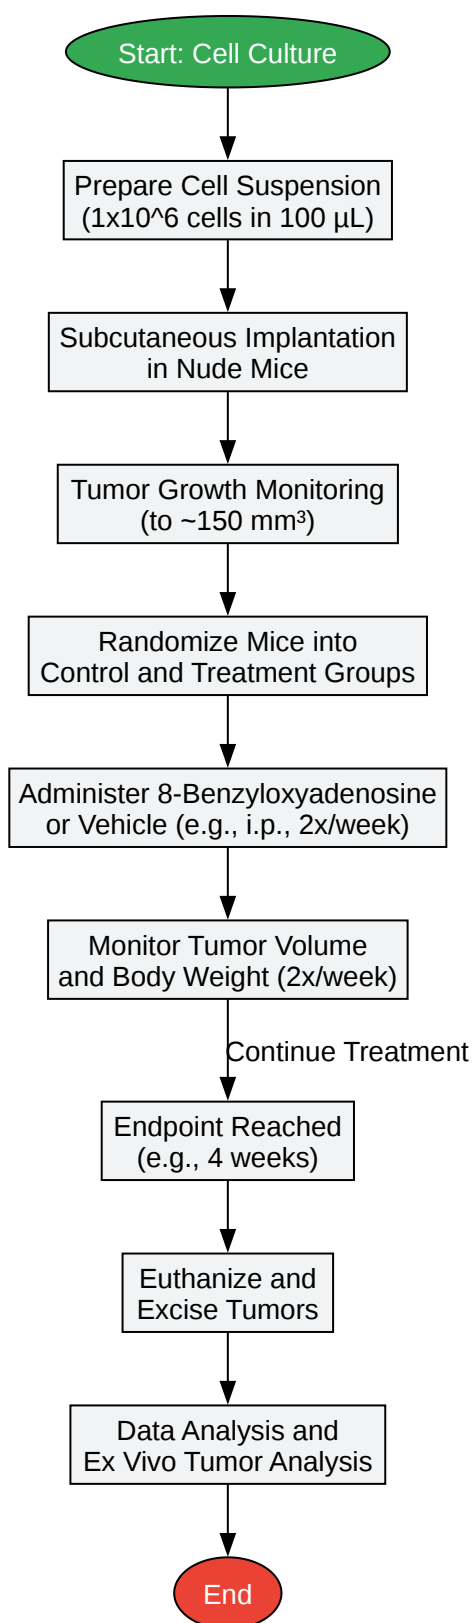 Start: Cell Culture
Prepare Cell Suspension
(1x10^6 cells in 100 µL)
Subcutaneous Implantation
in Nude Mice
Tumor Growth Monitoring
(to ~150 mm³)
Randomize Mice into
Control and Treatment Groups
Administer 8-Benzyloxyadenosine
or Vehicle (e.g., i.p., 2x/week)
Monitor Tumor Volume
and Body Weight (2x/week)
Continue Treatment
Endpoint Reached
(e.g., 4 weeks)
Euthanize and
Excise Tumors
Data Analysis and
Ex Vivo Tumor Analysis
End